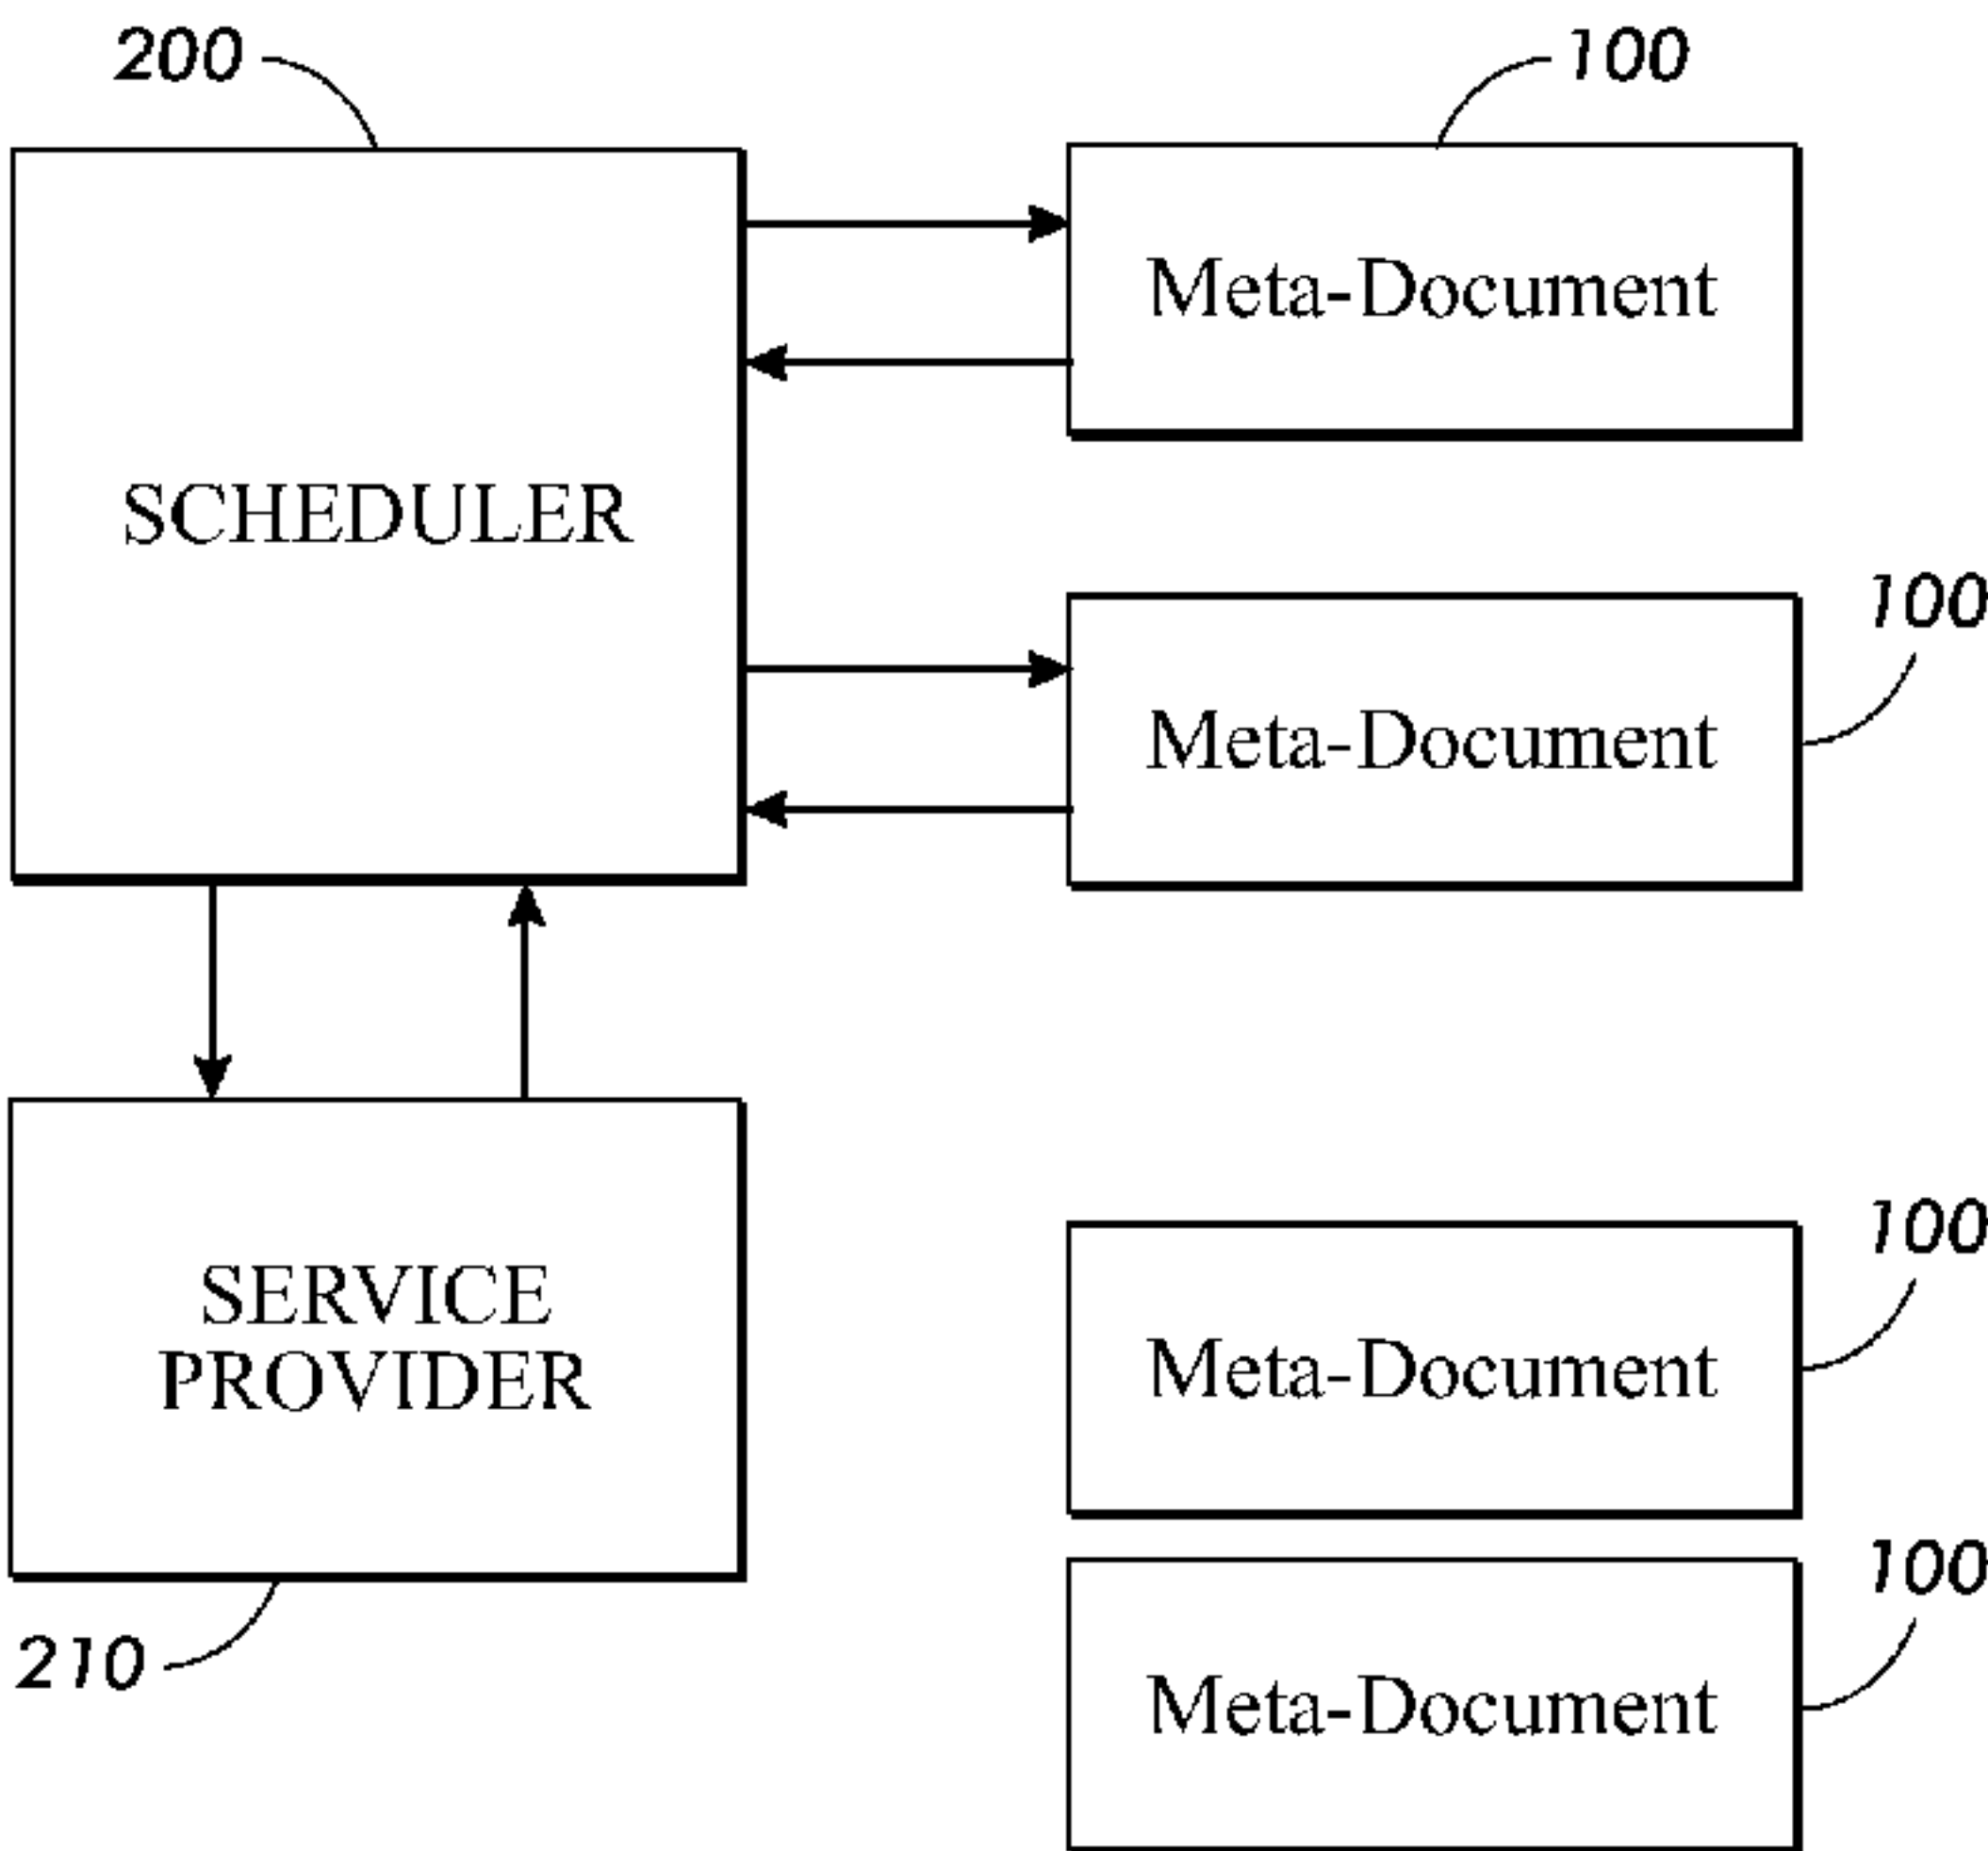 200
100
Meta-Document
SCHEDULER
100
Meta-Document
SERVICE
PROVIDER
100
Meta-Document
210
100
Meta-Document